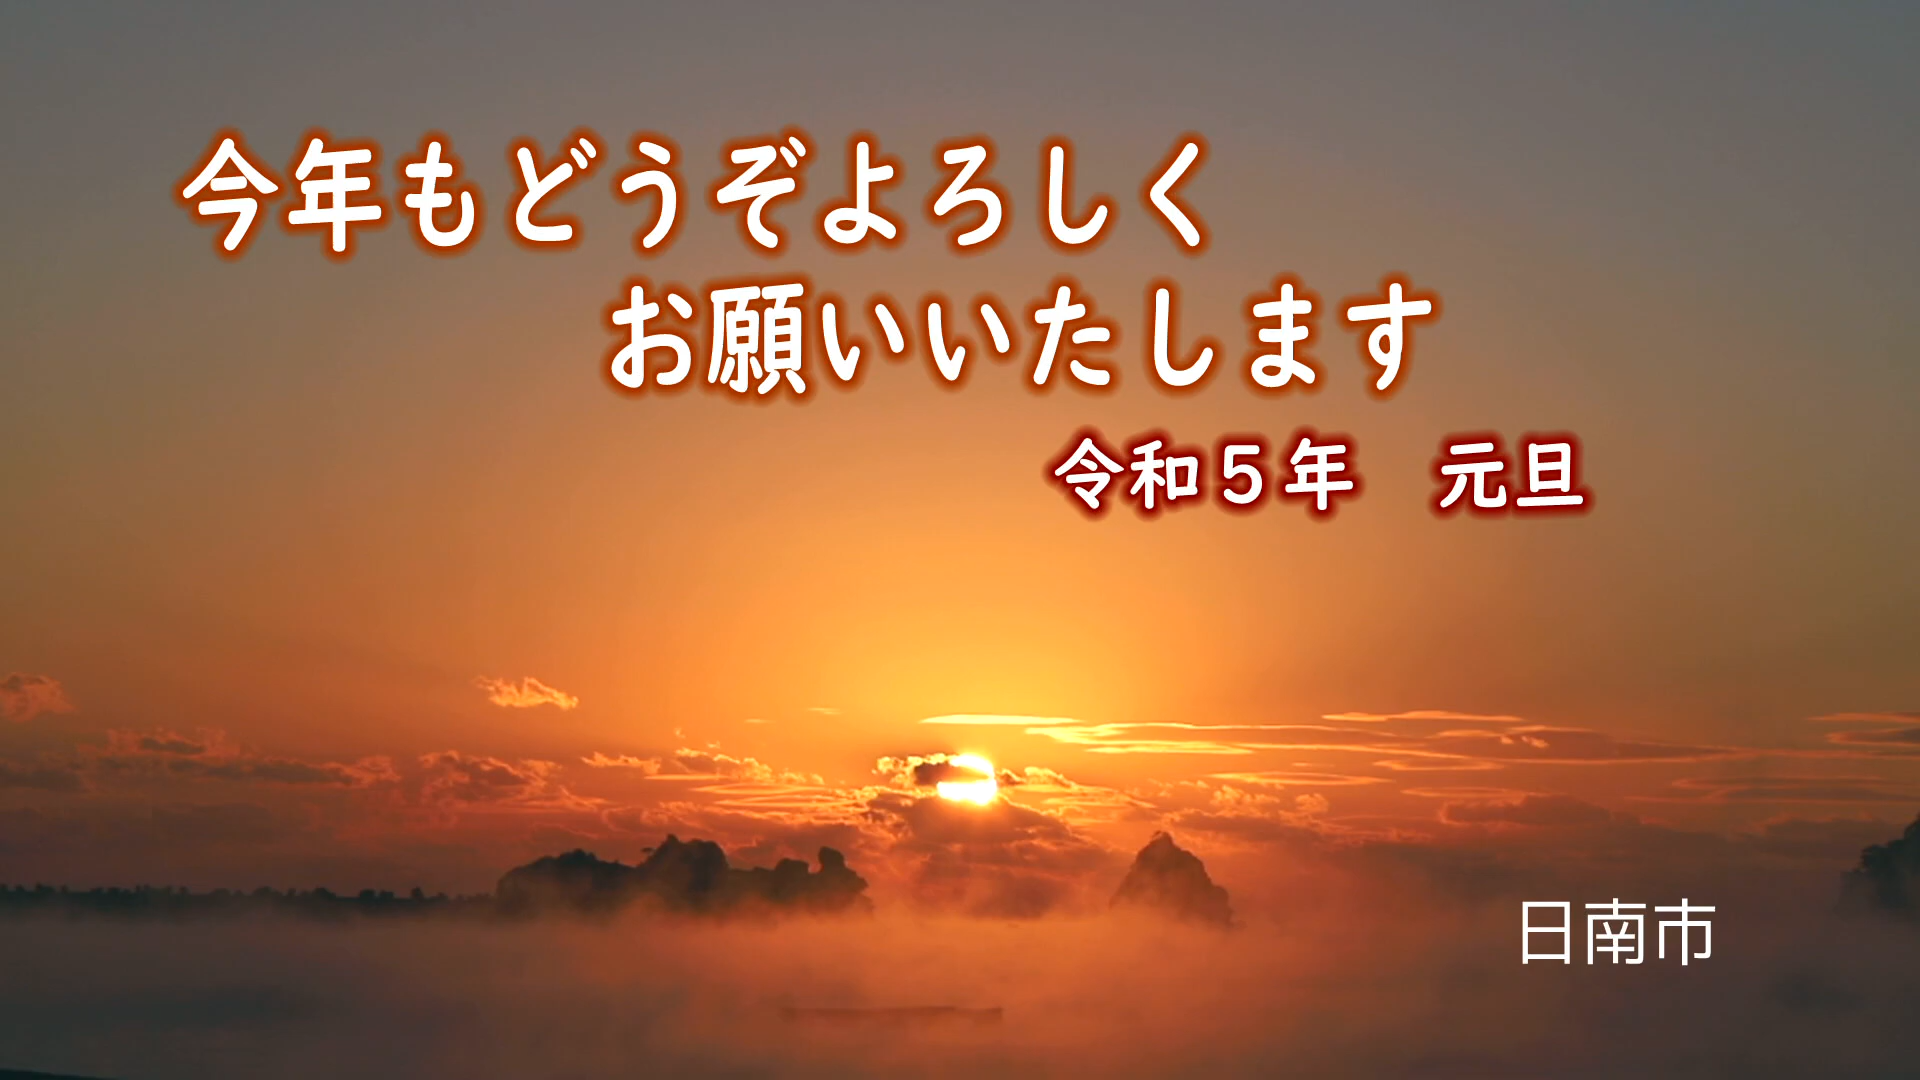 今年もどうぞよろしく
お願いいたします
令和５年　元旦
日南市